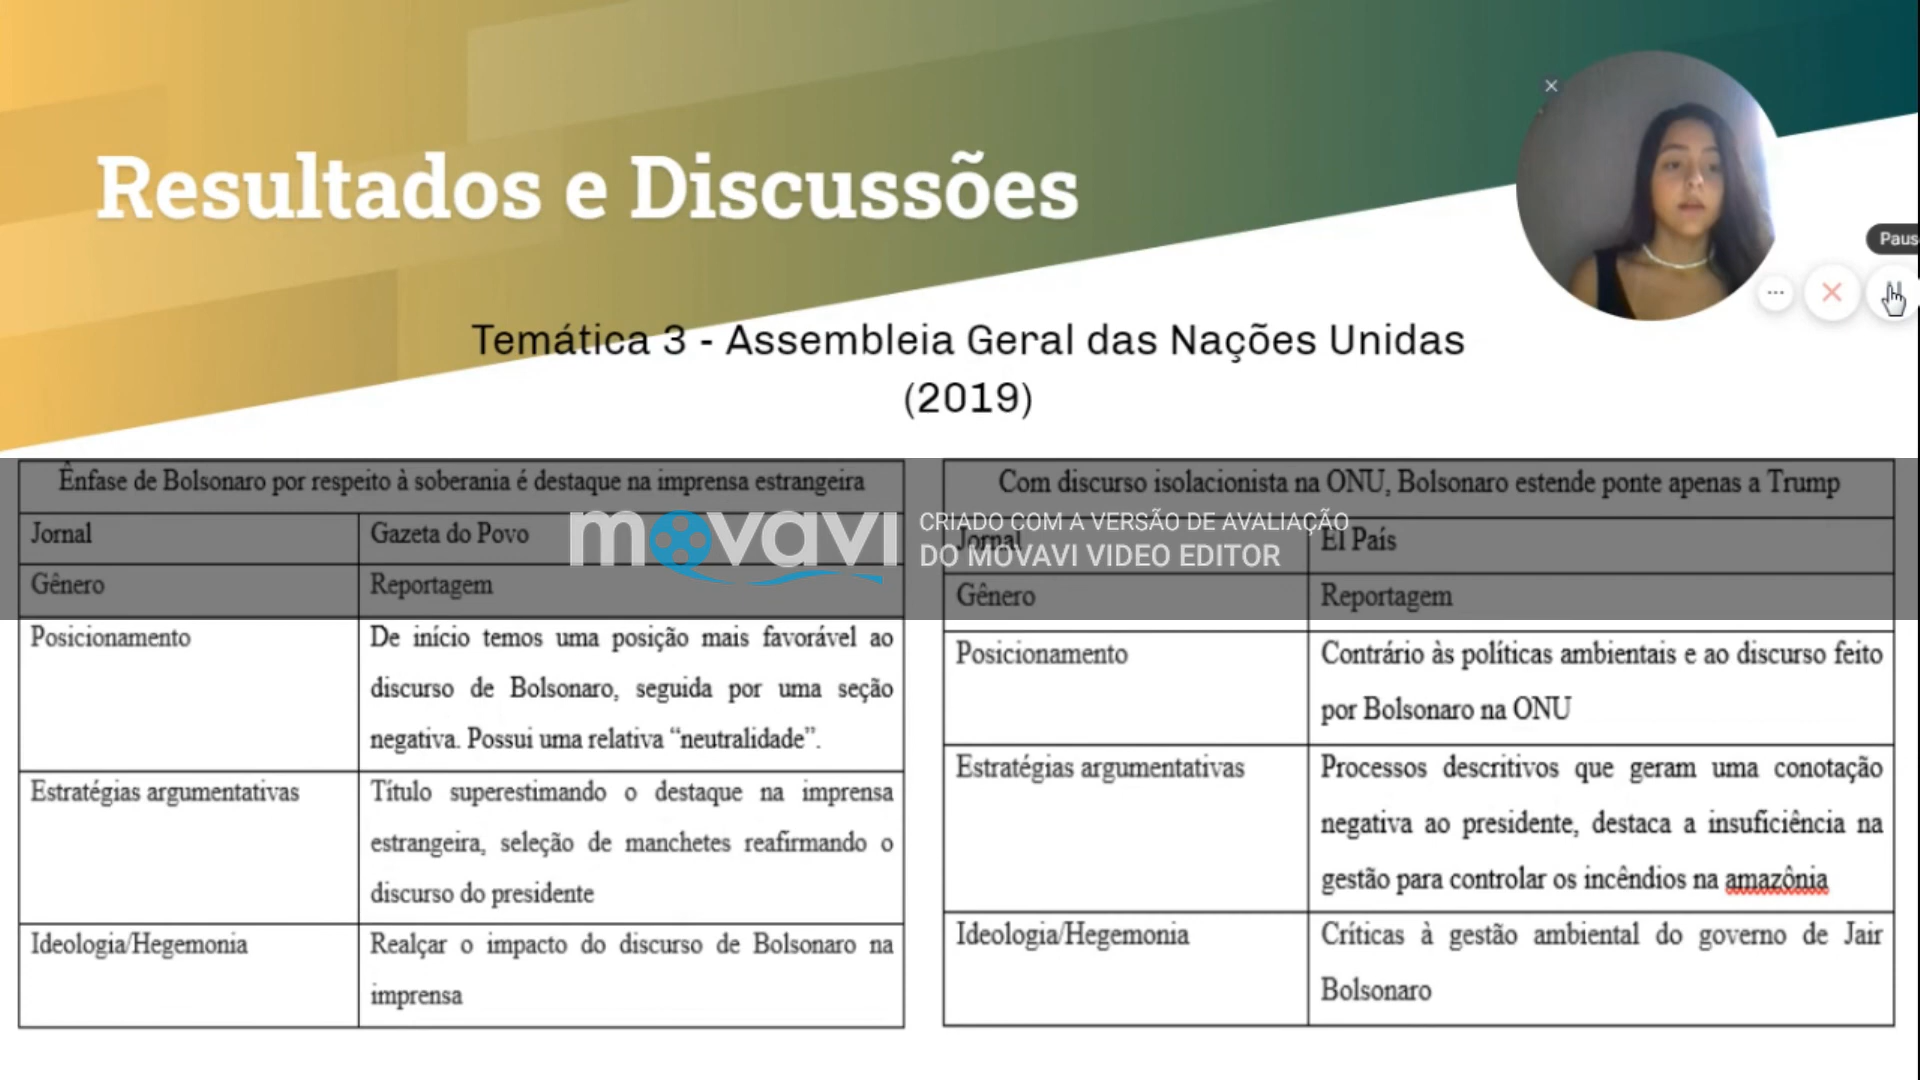 Resultados e Discussões
Paus
Temática 3 - Assembleia Geral das Nações Unidas
(2019)
Ênfase de Bolsonaro por respeito à soberania é destaque na imprensa estrangeira
Jornal
Gazeta do Povo
Gênero
Reportagem
Posicionamento
De início temos uma posição mais favorável ao
discurso de Bolsonaro, seguida por uma seção
negativa. Possui uma relativa “neutralidade”.
Estratégias argumentativas
Título superestimando o destaque na imprensa
estrangeira, seleção de manchetes reafirmando o
discurso do presidente
Ideologia/Hegemonia
Realçar o impacto do discurso de Bolsonaro na
imprensa
Com discurso isolacionista na ONU, Bolsonaro estende ponte apenas a Trump
Jornal
El País
Gênero
Reportagem
Posicionamento
Contrário às políticas ambientais e ao discurso feito
por Bolsonaro na ONU
Estratégias argumentativas
Processos descritivos que geram uma conotação
negativa ao presidente, destaca a insuficiência na
gestão para controlar os incêndios na amazônia
Ideologia/Hegemonia
Críticas à gestão ambiental do governo de Jair
Bolsonaro
movavi
CRIADO COM A VERSÃO DE AVALIAÇÃO
DO MOVAVI VIDEO EDITOR